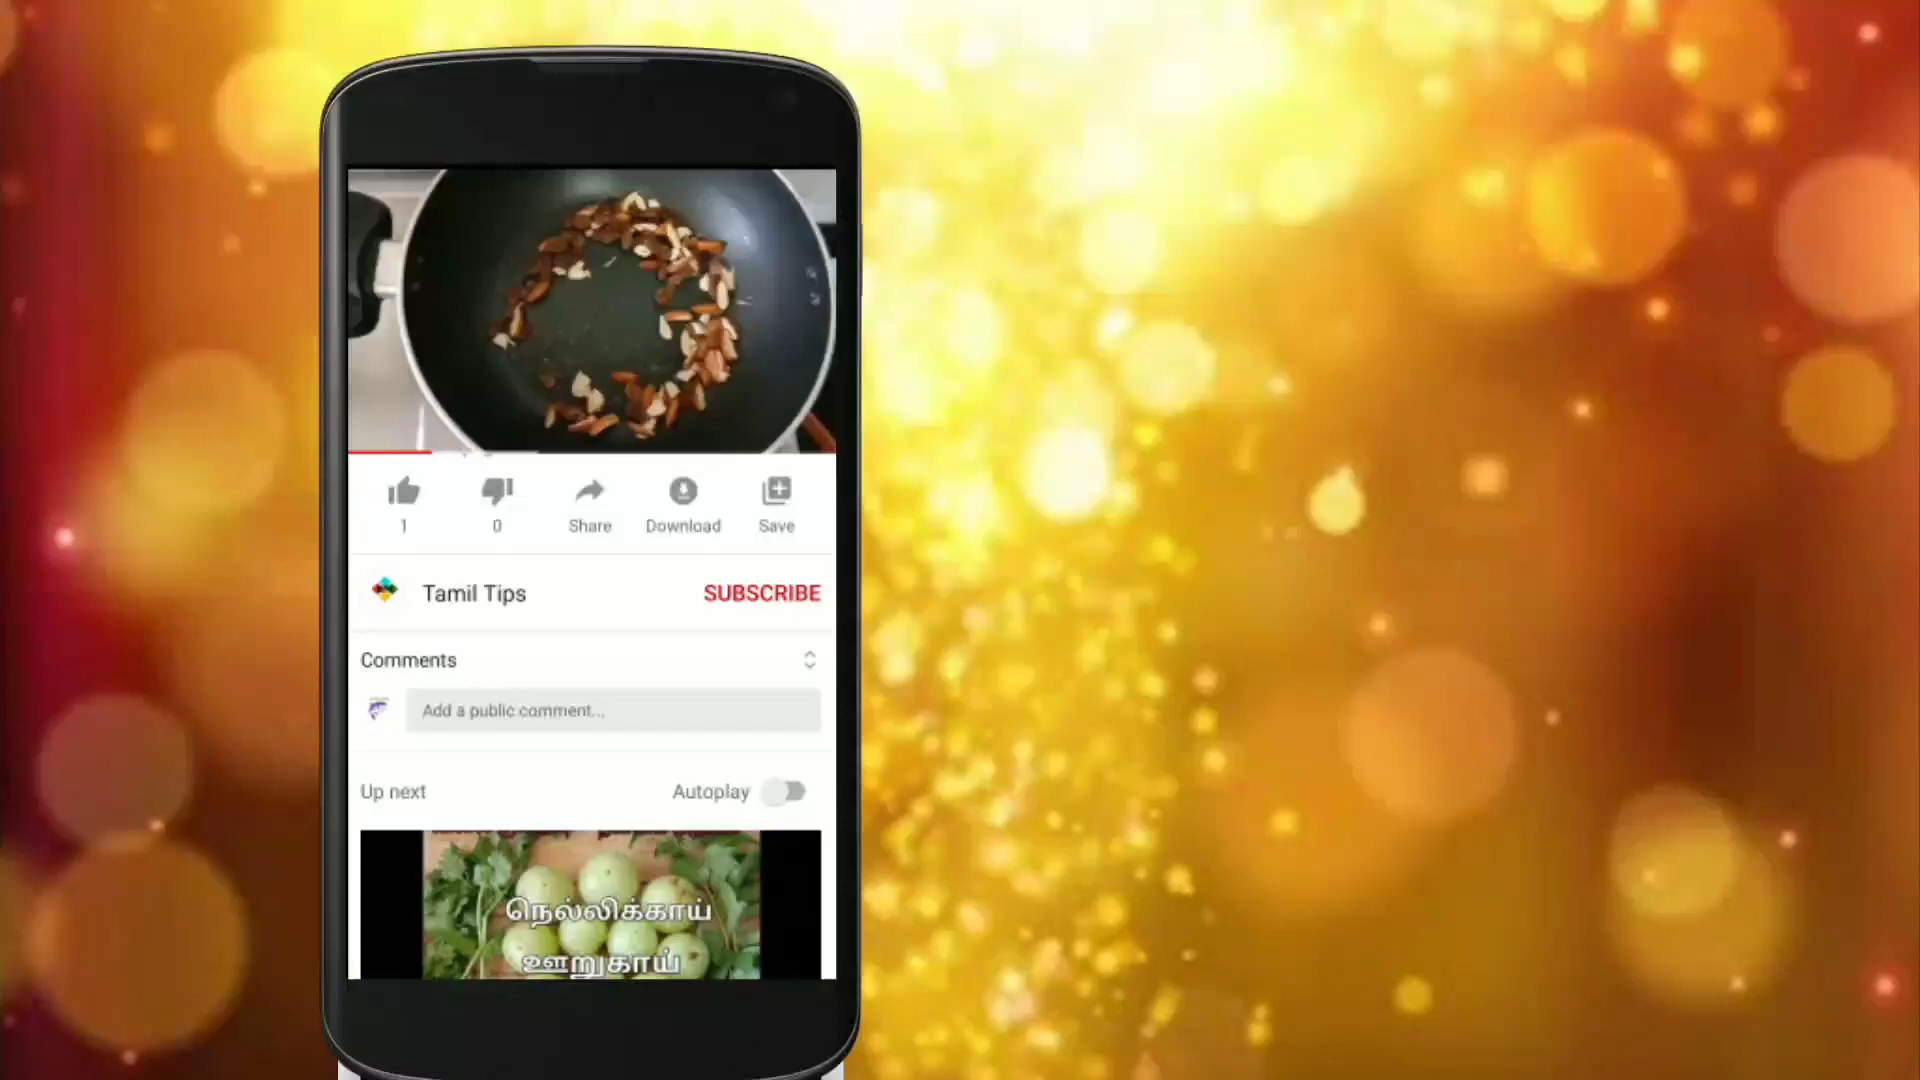 1
0
Share
Download
Save
Tamil Tips
SUBSCRIBE
Comments
Add a public comment...
Up next
Autoplay
நெல்லிக்காய்
ஊறுகாய்